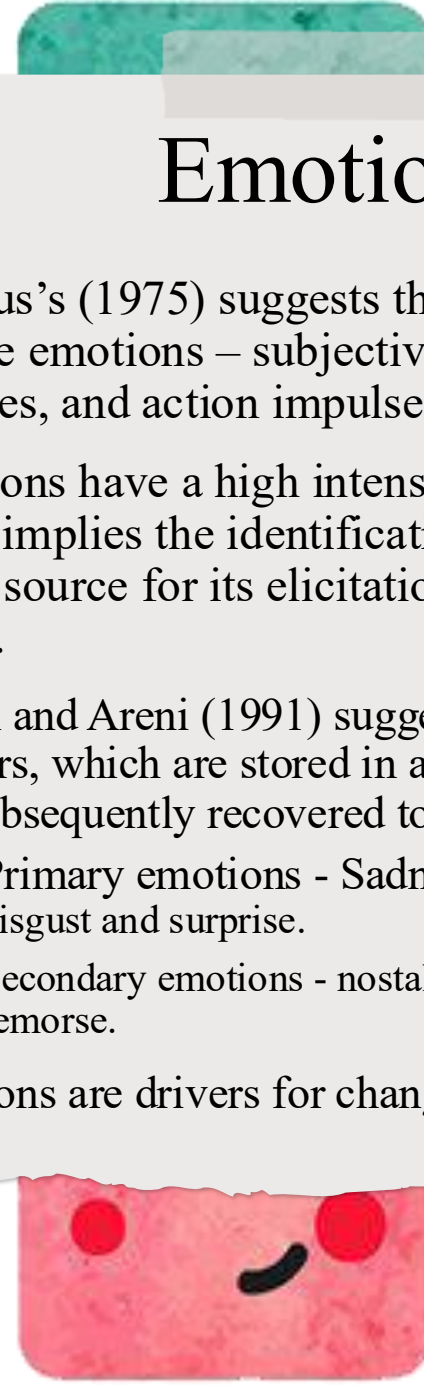 Emotio
us’s (1975) suggests th
e emotions – subjectiv
es, and action impulse
ons have a high intens
implies the identificati
source for its elicitatio
.
and Areni (1991) sugge
rs, which are stored in a
bsequently recovered to
Primary emotions - Sadn
isgust and surprise.
econdary emotions - nostal
emorse.
ons are drivers for chang